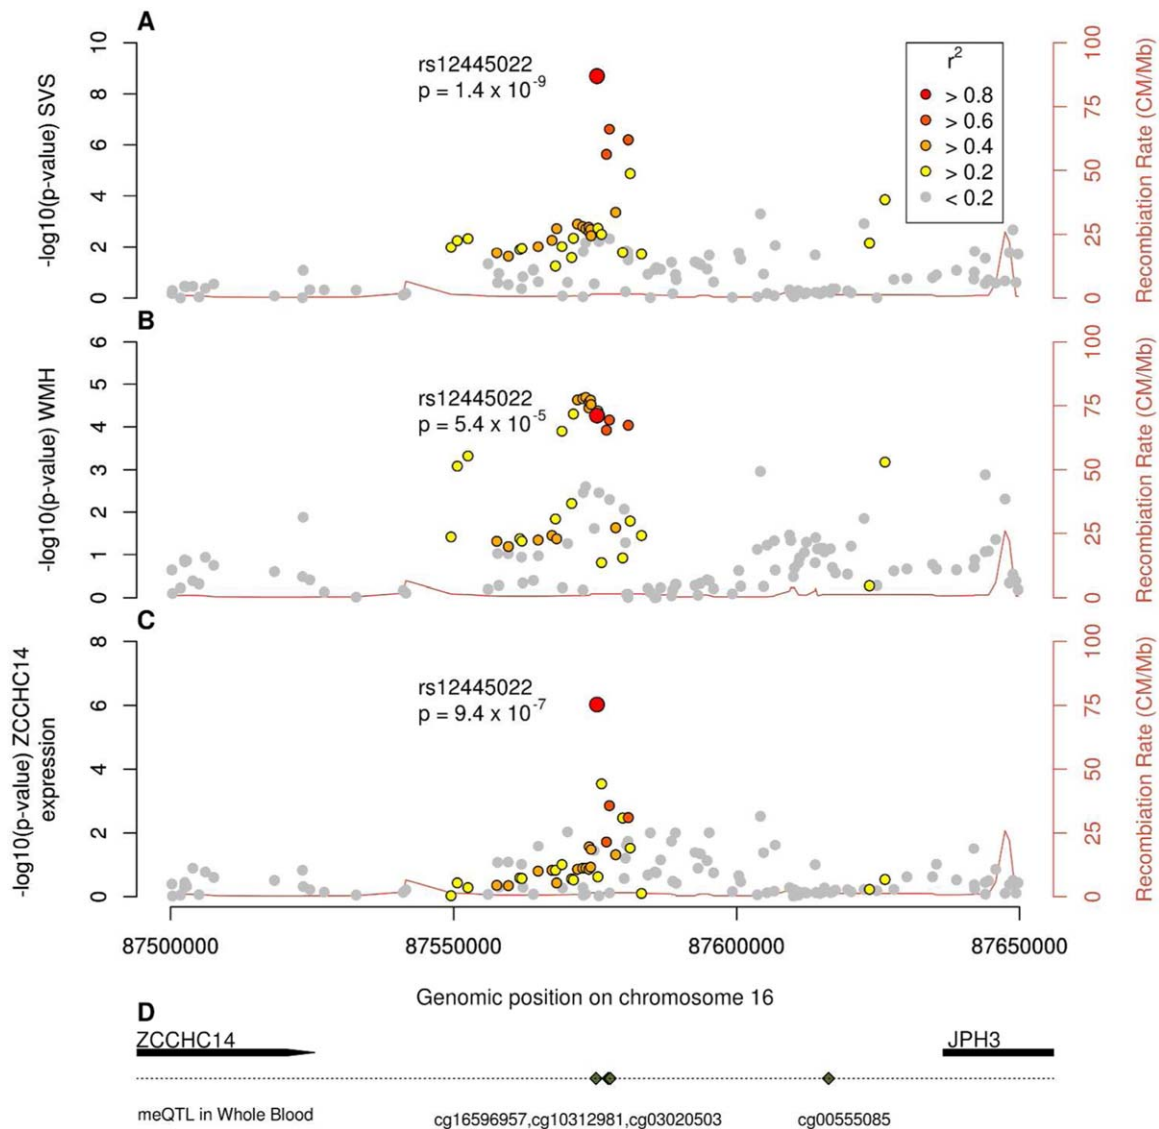 A
-log10(p-value) SVS
10
8
6
4
2
0
rs12445022
p = 1.4 x 10^-9
r^2
> 0.8
> 0.6
> 0.4
> 0.2
< 0.2
100
75
50
25
0
Recombiation Rate (CM/Mb)
B
-log10(p-value) WMH
6
5
4
3
2
1
0
rs12445022
p = 5.4 x 10^-5
100
75
50
25
0
Recombiation Rate (CM/Mb)
C
-log10(p-value) ZCCHC14
expression
8
6
4
2
0
rs12445022
p = 9.4 x 10^-7
100
75
50
25
0
Recombiation Rate (CM/Mb)
87500000 87550000 87600000 87650000
Genomic position on chromosome 16
D
ZCCHC14 JPH3
meQTL in Whole Blood cg16596957,cg10312981,cg03020503 cg00555085